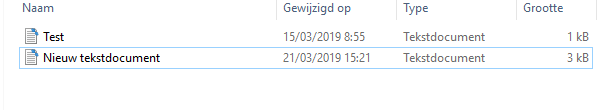 Naam Gewijzigd op Type Grootte
Test 15/03/2019 8:55 Tekstdocument 1 kB
Nieuw tekstdocument 21/03/2019 15:21 Tekstdocument 3 kB